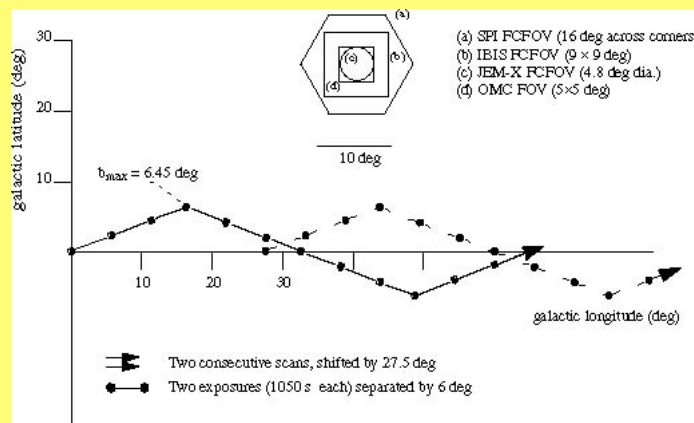 30
20
10
galactic latitude (deg)
(a)
(b)
(c)
(d)
(a) SPI FCFOV (16 deg across corners
(b) IBIS FCFOV (9 × 9 deg)
(c) JEM-X FCFOV (4.8 deg dia.)
(d) OMC FOV (5×5 deg)
10 deg
bmax = 6.45 deg
10
20
30
galactic longitude (deg)
Two consecutive scans, shifted by 27.5 deg
Two exposures (1050 s each) separated by 6 deg